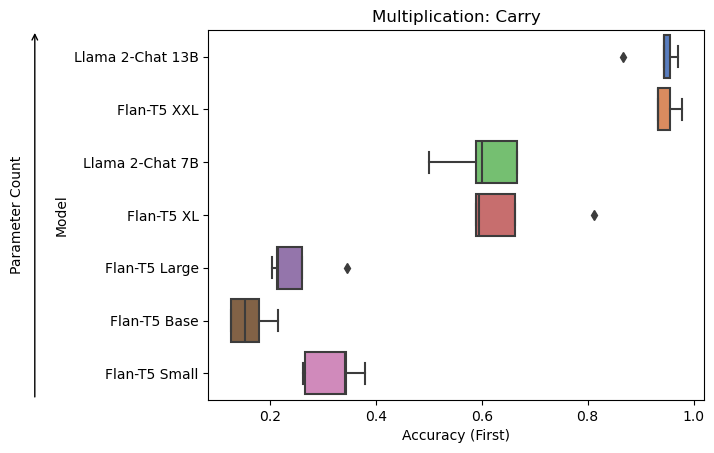 Multiplication: Carry
Parameter Count
Model
Llama 2-Chat 13B
Flan-T5 XXL
Llama 2-Chat 7B
Flan-T5 XL
Flan-T5 Large
Flan-T5 Base
Flan-T5 Small
0.2 0.4 0.6 0.8 1.0
Accuracy (First)